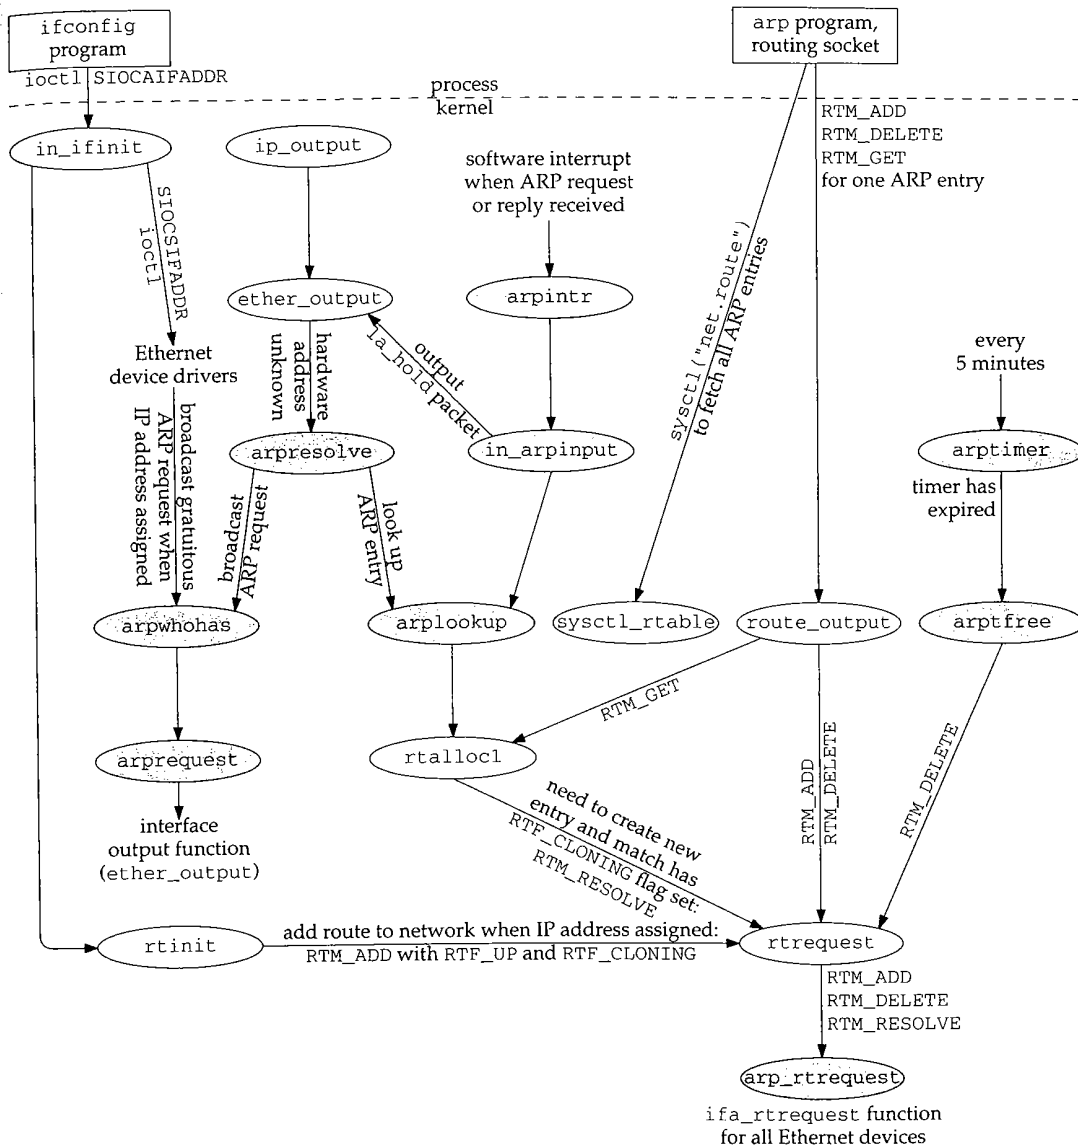 ifconfig
program
arp program,
routing socket
ioctl SIOCAIFADDR
process
kernel
RTM_ADD
RTM_DELETE
RTM_GET
for one ARP entry
in_ifinit
ip_output
software interrupt
when ARP request
or reply received
SIOCSIFADDR
ioctl
sysctl("net.route")
to fetch all ARP entries
ether_output
arpintr
output
la_hold packet
hardware
address
unknown
Ethernet
device drivers
every
5 minutes
broadcast gratuitous
ARP request when
IP address assigned
arpresolve
in_arpinput
arptimer
timer has
expired
broadcast
ARP request
look up
ARP entry
arpwhohas
arplookup
sysctl_rtable
route_output
arptfree
RTM_GET
arprequest
rtalloc1
RTM_ADD
RTM_DELETE
RTM_DELETE
interface
output function
(ether_output)
need to create new
entry and match has
RTF_CLONING flag set:
RTM_RESOLVE
rtinit
add route to network when IP address assigned:
RTM_ADD with RTF_UP and RTF_CLONING
rtrequest
RTM_ADD
RTM_DELETE
RTM_RESOLVE
arp_rtrequest
ifa_rtrequest function
for all Ethernet devices